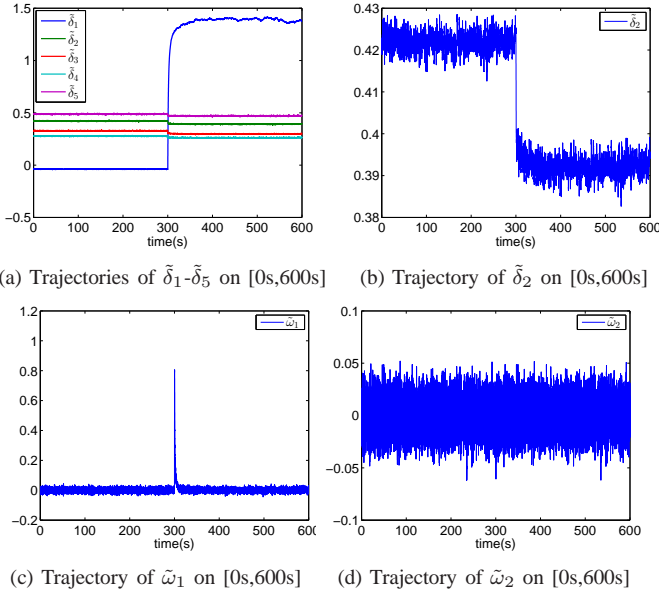 1.5
1
0.5
0
−0.5
0 100 200 300 400 500 600
time(s)
δ̃1
δ̃2
δ̃3
δ̃4
δ̃5
0.43
0.42
0.41
0.4
0.39
0.38
0 100 200 300 400 500 600
time(s)
δ̃2
(a) Trajectories of δ̃1-δ̃5 on [0s,600s]
(b) Trajectory of δ̃2 on [0s,600s]
1.2
1
0.8
0.6
0.4
0.2
0
−0.2
0 100 200 300 400 500 600
time(s)
ω̃1
0.1
0.05
0
−0.05
−0.1
0 100 200 300 400 500 600
time(s)
ω̃2
(c) Trajectory of ω̃1 on [0s,600s]
(d) Trajectory of ω̃2 on [0s,600s]